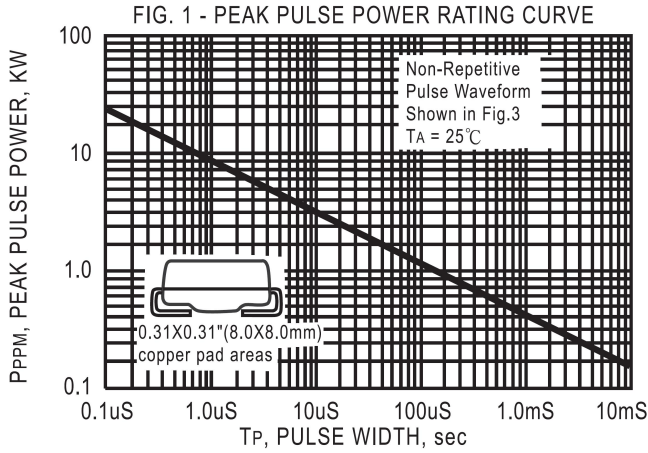 FIG. 1 - PEAK PULSE POWER RATING CURVE
PPPM, PEAK PULSE POWER, KW
100
10
1.0
0.1
Non-Repetitive
Pulse Waveform
Shown in Fig.3
TA = 25℃
0.31X0.31"(8.0X8.0mm)
copper pad areas
0.1uS 1.0uS 10uS 100uS 1.0mS 10mS
TP, PULSE WIDTH, sec